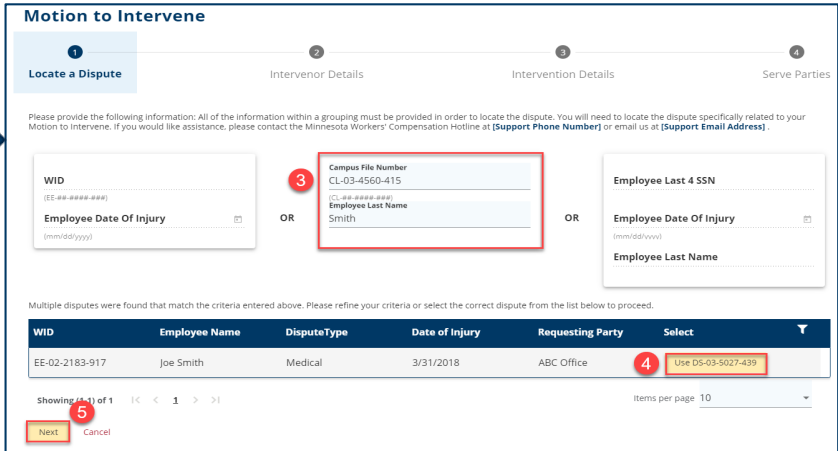 Motion to Intervene
1
2
3
4
Locate a Dispute
Intervenor Details
Intervention Details
Serve Parties
Please provide the following information: All of the information within a grouping must be provided in order to locate the dispute. You will need to locate the dispute specifically related to your
Motion to Intervene. If you would like assistance, please contact the Minnesota Workers' Compensation Hotline at [Support Phone Number] or email us at [Support Email Address] .
WID
(EE-##-####-###)
Employee Date Of Injury
(mm/dd/yyyy)
OR
3
Campus File Number
CL-03-4560-415
(CL-##-####-###)
Employee Last Name
Smith
OR
Employee Last 4 SSN
Employee Date Of Injury
(mm/dd/yyyy)
Employee Last Name
Multiple disputes were found that match the criteria entered above. Please refine your criteria or select the correct dispute from the list below to proceed.
WID Employee Name DisputeType Date of Injury Requesting Party Select
EE-02-2183-917 Joe Smith Medical 3/31/2018 ABC Office 4 Use DS-03-5027-439
Showing (1-1) of 1 |< < 1 > >| Items per page 10
5
Next Cancel